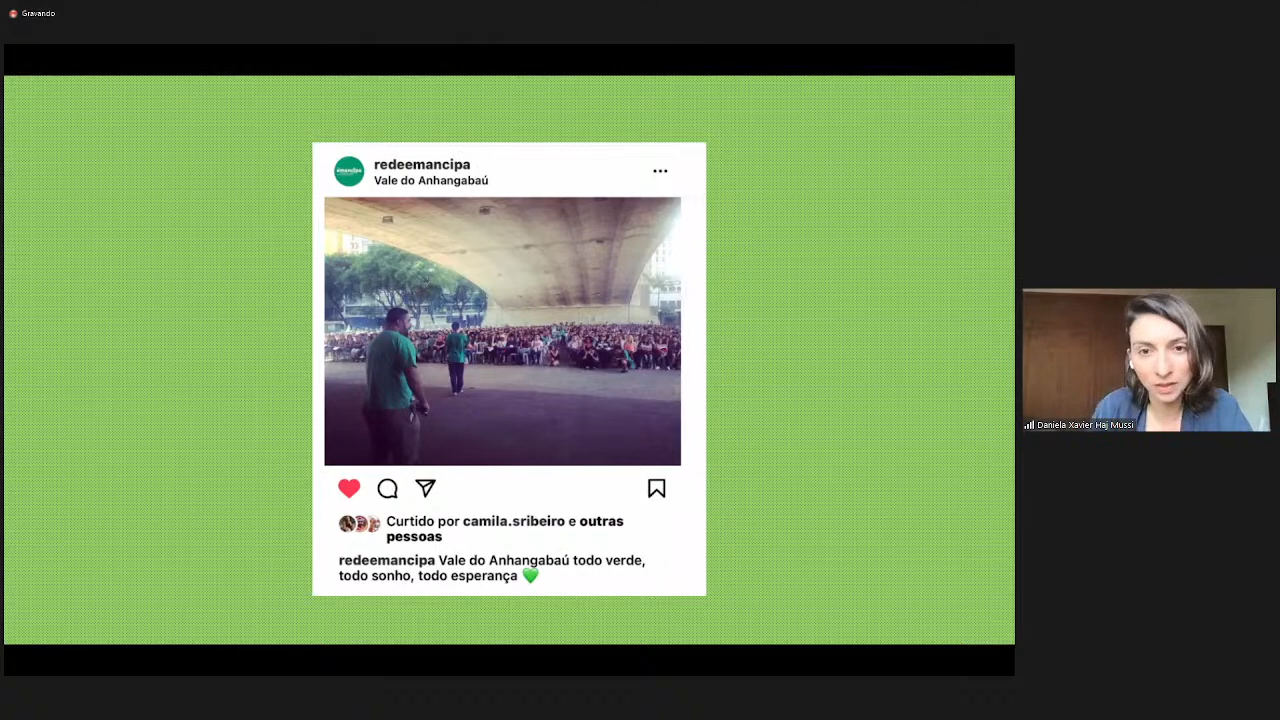 Gravando
redeemancipa
Vale do Anhangabaú
emancipa
Curtido por camila.sribeiro e outras
pessoas
redeemancipa Vale do Anhangabaú todo verde,
todo sonho, todo esperança 💚
Daniela Xavier Haj Mussi